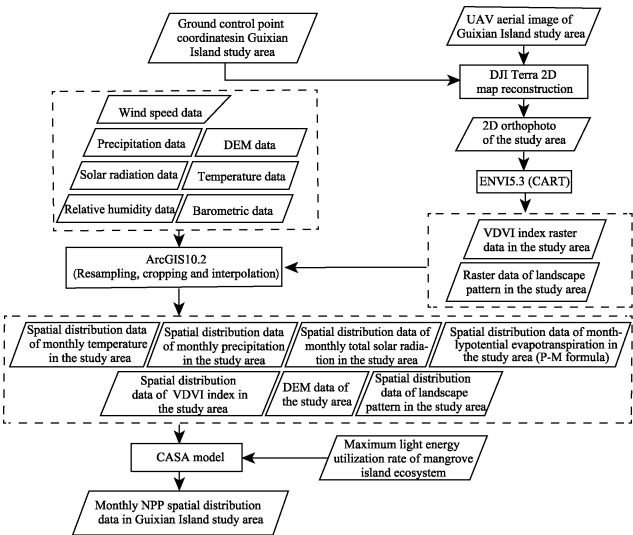 Ground control point
coordinatesin Guixian
Island study area
UAV aerial image of
Guixian Island study area
DJI Terra 2D
map reconstruction
2D orthophoto
of the study area
ENVI5.3 (CART)
VDVI index raster
data in the study area
Raster data of landscape
pattern in the study area
Wind speed data
Precipitation data
DEM data
Solar radiation data
Temperature data
Relative humidity data
Barometric data
ArcGIS10.2
(Resampling, cropping and interpolation)
Spatial distribution data
of monthly temperature
in the study area
Spatial distribution data
of monthly precipitation
in the study area
Spatial distribution data of
monthly total solar radia-
tion in the study area
Spatial distribution data of month-
lypotential evapotranspiration in
the study area (P-M formula)
Spatial distribution
data of VDVI index in
the study area
DEM data of
the study area
Spatial distribution
data of landscape
pattern in the study area
CASA model
Maximum light energy
utilization rate of mangrove
island ecosystem
Monthly NPP spatial distribution
data in Guixian Island study area